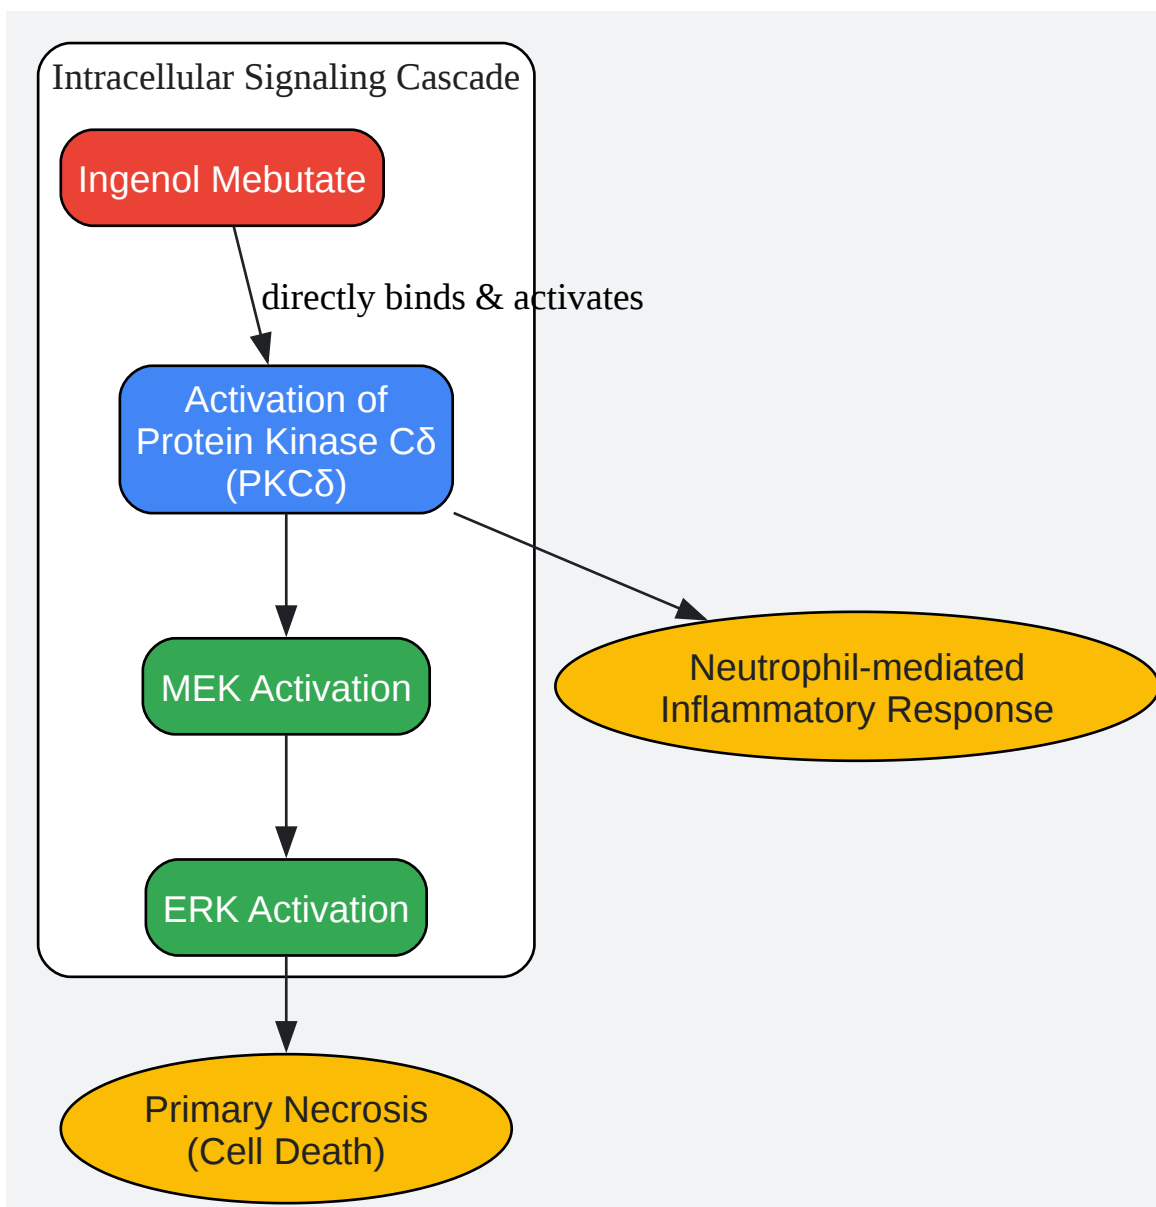 Intracellular Signaling Cascade
Ingenol Mebutate
directly binds & activates
Activation of
Protein Kinase Cδ
(PKCδ)
MEK Activation
Neutrophil-mediated
Inflammatory Response
ERK Activation
Primary Necrosis
(Cell Death)